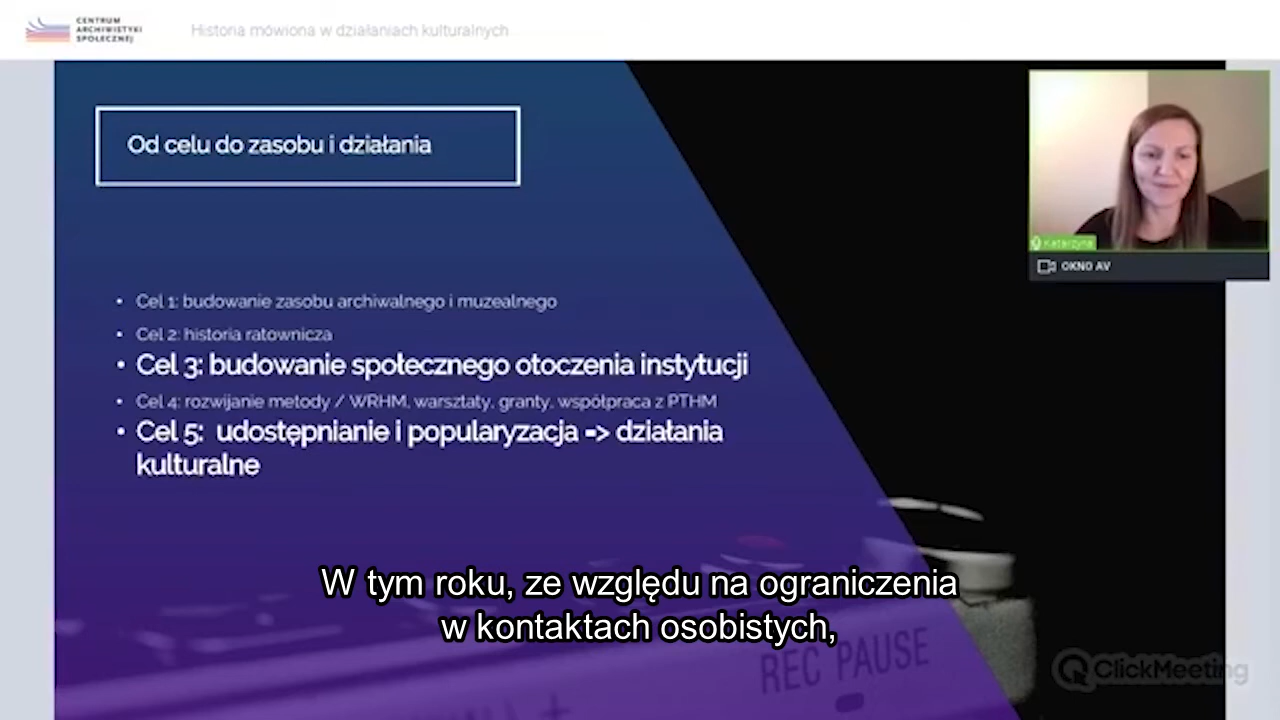 CENTRUM
ARCHIWISTYKI
SPOŁECZNEJ
Historia mówiona w działaniach kulturalnych
Od celu do zasobu i działania
Katarzyna
OKNO AV
• Cel 1: budowanie zasobu archiwalnego i muzealnego
• Cel 2: historia ratownicza
• Cel 3: budowanie społecznego otoczenia instytucji
• Cel 4: rozwijanie metody / WRHM, warsztaty, granty, współpraca z PTHM
• Cel 5: udostępnianie i popularyzacja => działania
kulturalne
W tym roku, ze względu na ograniczenia
w kontaktach osobistych,
REC PAUSE
ClickMeeting